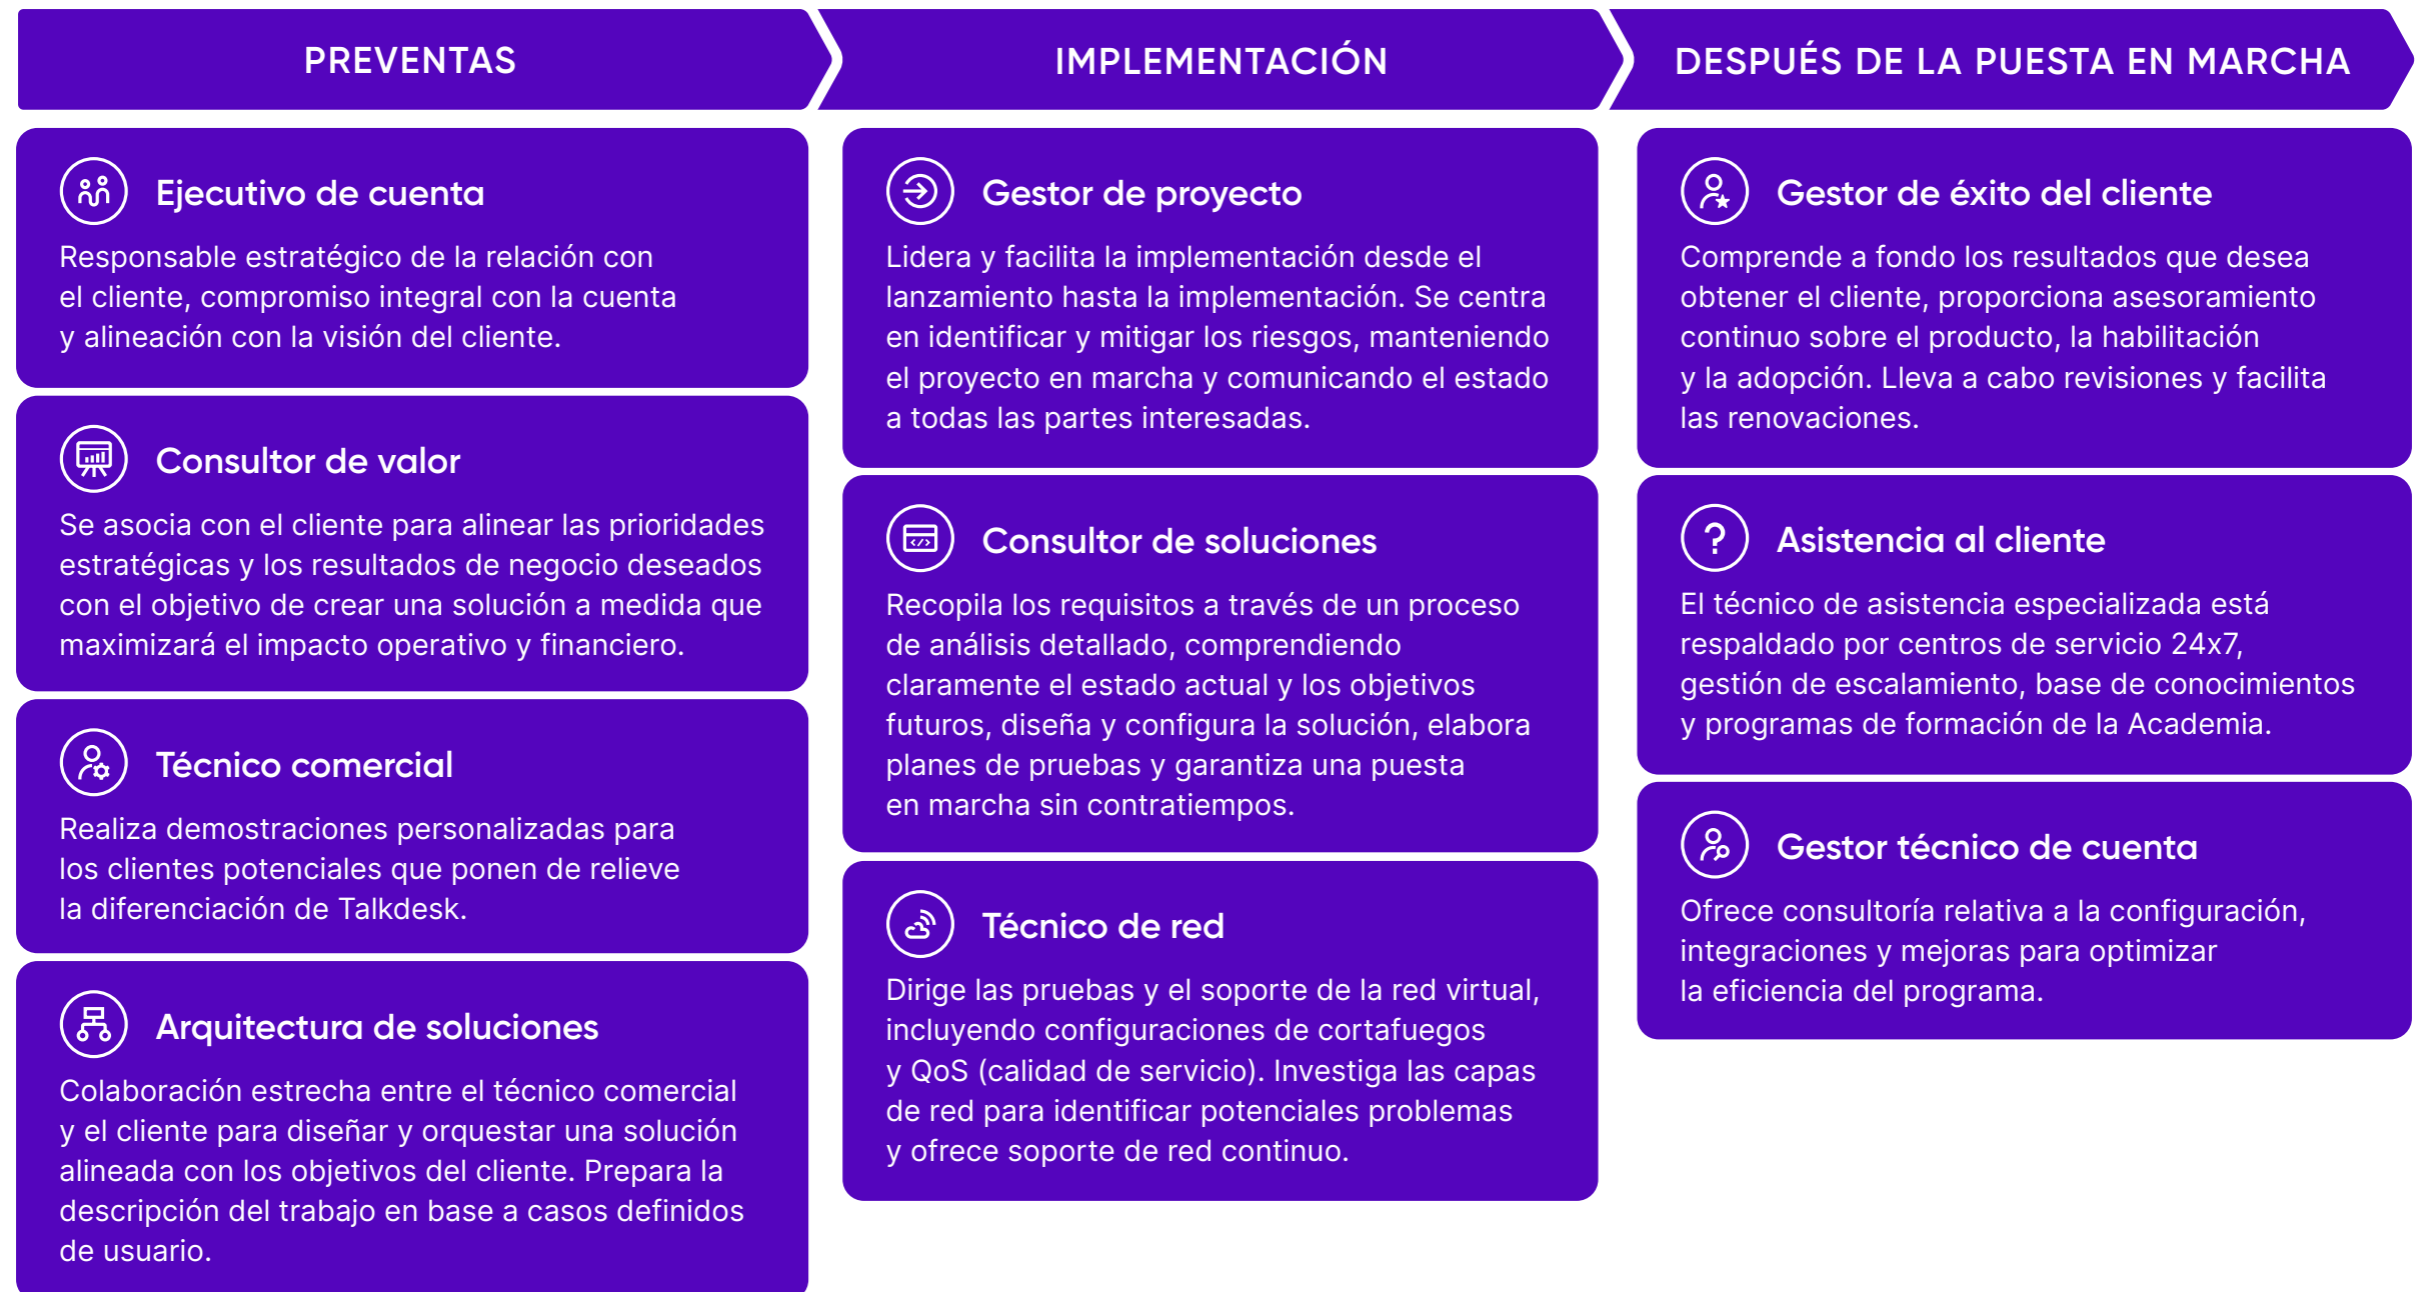 PREVENTAS
IMPLEMENTACIÓN
DESPUÉS DE LA PUESTA EN MARCHA
Ejecutivo de cuenta
Responsable estratégico de la relación con
el cliente, compromiso integral con la cuenta
y alineación con la visión del cliente.
Consultor de valor
Se asocia con el cliente para alinear las prioridades
estratégicas y los resultados de negocio deseados
con el objetivo de crear una solución a medida que
maximizará el impacto operativo y financiero.
Técnico comercial
Realiza demostraciones personalizadas para
los clientes potenciales que ponen de relieve
la diferenciación de Talkdesk.
Arquitectura de soluciones
Colaboración estrecha entre el técnico comercial
y el cliente para diseñar y orquestar una solución
alineada con los objetivos del cliente. Prepara la
descripción del trabajo en base a casos definidos
de usuario.
Gestor de proyecto
Lidera y facilita la implementación desde el
lanzamiento hasta la implementación. Se centra
en identificar y mitigar los riesgos, manteniendo
el proyecto en marcha y comunicando el estado
a todas las partes interesadas.
Consultor de soluciones
Recopila los requisitos a través de un proceso
de análisis detallado, comprendiendo
claramente el estado actual y los objetivos
futuros, diseña y configura la solución, elabora
planes de pruebas y garantiza una puesta
en marcha sin contratiempos.
Técnico de red
Dirige las pruebas y el soporte de la red virtual,
incluyendo configuraciones de cortafuegos
y QoS (calidad de servicio). Investiga las capas
de red para identificar potenciales problemas
y ofrece soporte de red continuo.
Gestor de éxito del cliente
Comprende a fondo los resultados que desea
obtener el cliente, proporciona asesoramiento
continuo sobre el producto, la habilitación
y la adopción. Lleva a cabo revisiones y facilita
las renovaciones.
Asistencia al cliente
El técnico de asistencia especializada está
respaldado por centros de servicio 24x7,
gestión de escalamiento, base de conocimientos
y programas de formación de la Academia.
Gestor técnico de cuenta
Ofrece consultoría relativa a la configuración,
integraciones y mejoras para optimizar
la eficiencia del programa.